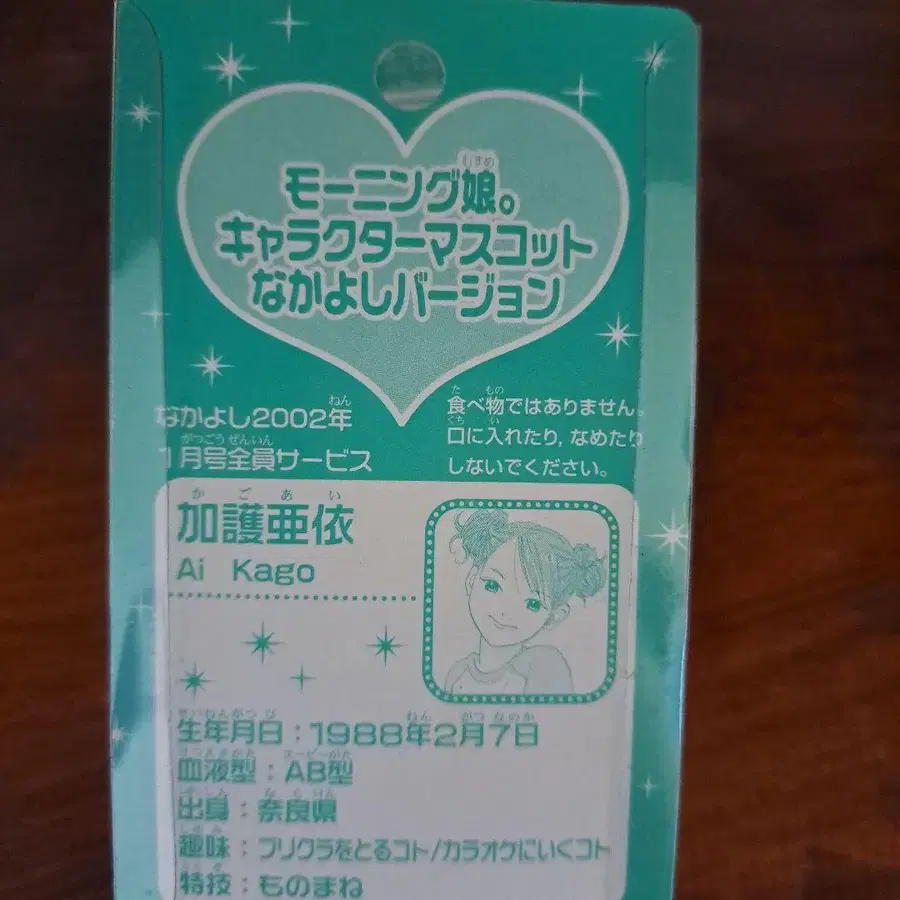 モーニング娘。
キャラクターマスコット
なかよしバージョン
なかよし2002年
1月号全員サービス
食べ物ではありません。
口に入れたり, なめたり
しないでください。
加護亜依
Ai Kago
生年月日：1988年2月7日
血液型：AB型
出身：奈良県
趣味：プリクラをとるコト/カラオケにいくコト
特技：ものまね